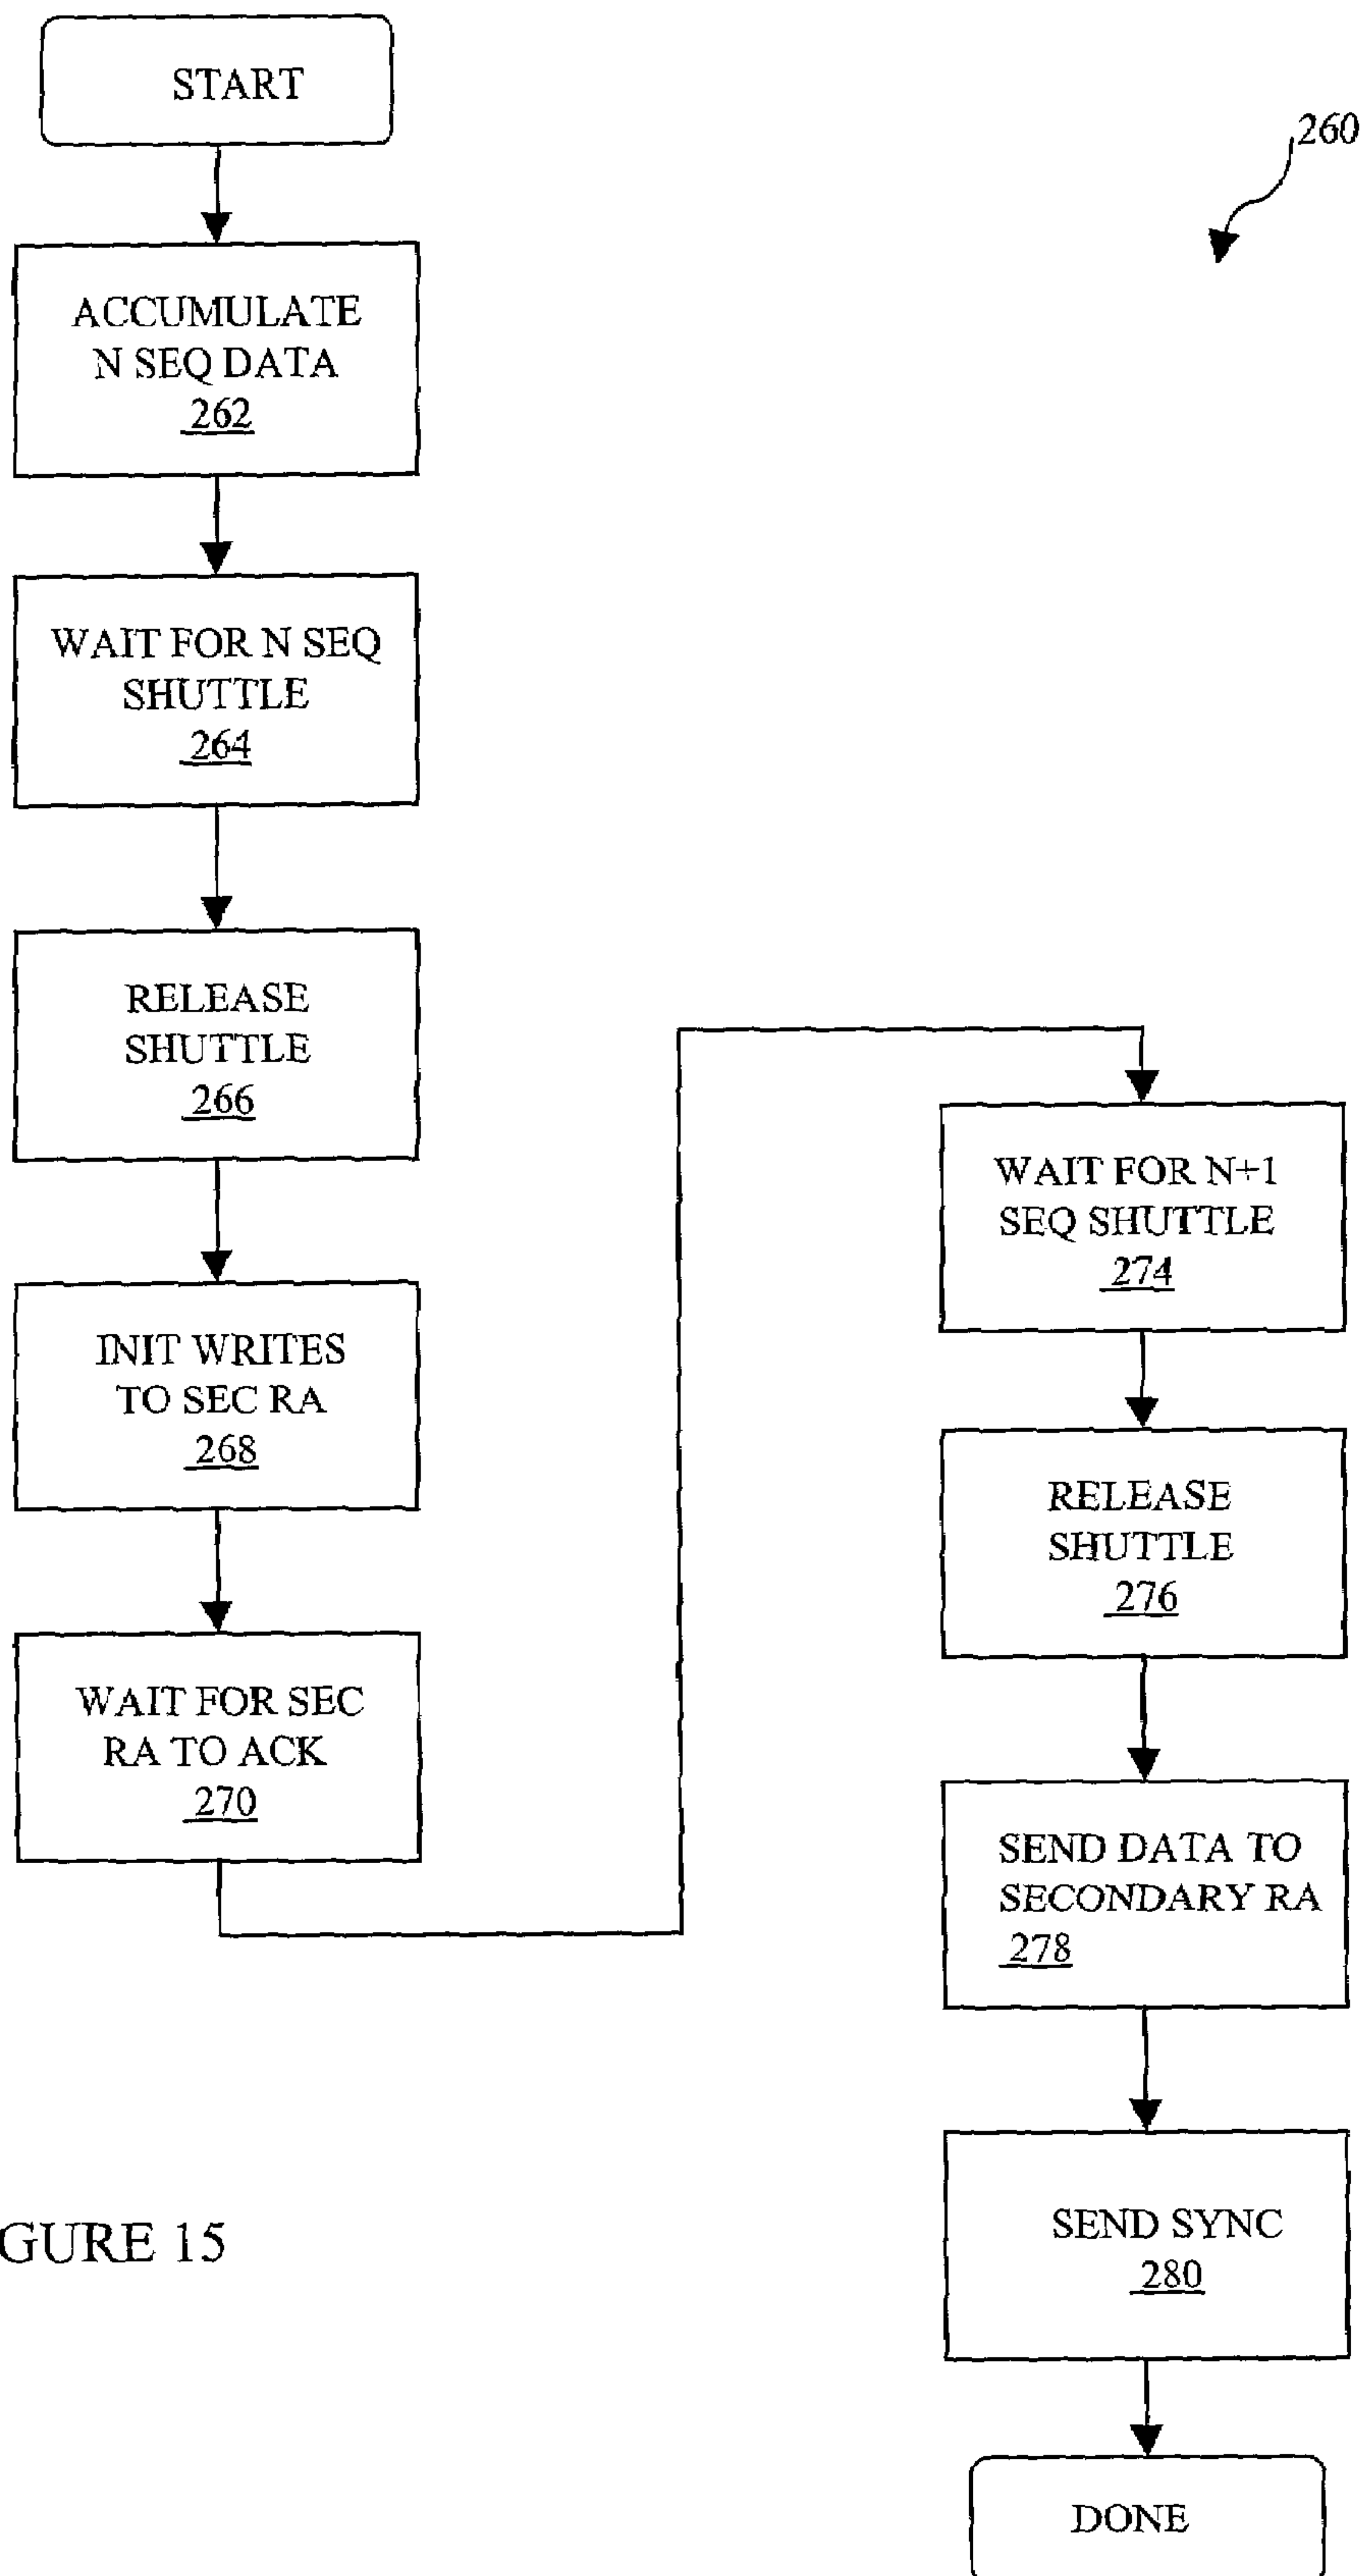 START
260
ACCUMULATE
N SEQ DATA
262
WAIT FOR N SEQ
SHUTTLE
264
RELEASE
SHUTTLE
266
INIT WRITES
TO SEC RA
268
WAIT FOR SEC
RA TO ACK
270
WAIT FOR N+1
SEQ SHUTTLE
274
RELEASE
SHUTTLE
276
SEND DATA TO
SECONDARY RA
278
SEND SYNC
280
DONE
GURE 15